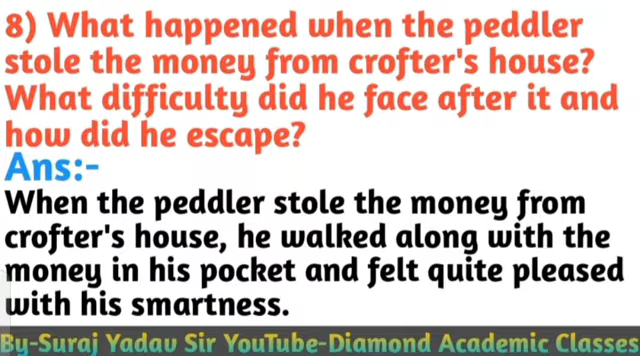 8) What happened when the peddler
stole the money from crofter's house?
What difficulty did he face after it and
how did he escape?
Ans:-
When the peddler stole the money from
crofter's house, he walked along with the
money in his pocket and felt quite pleased
with his smartness.
By-Suraj Yadav Sir YouTube-Diamond Academic Classes